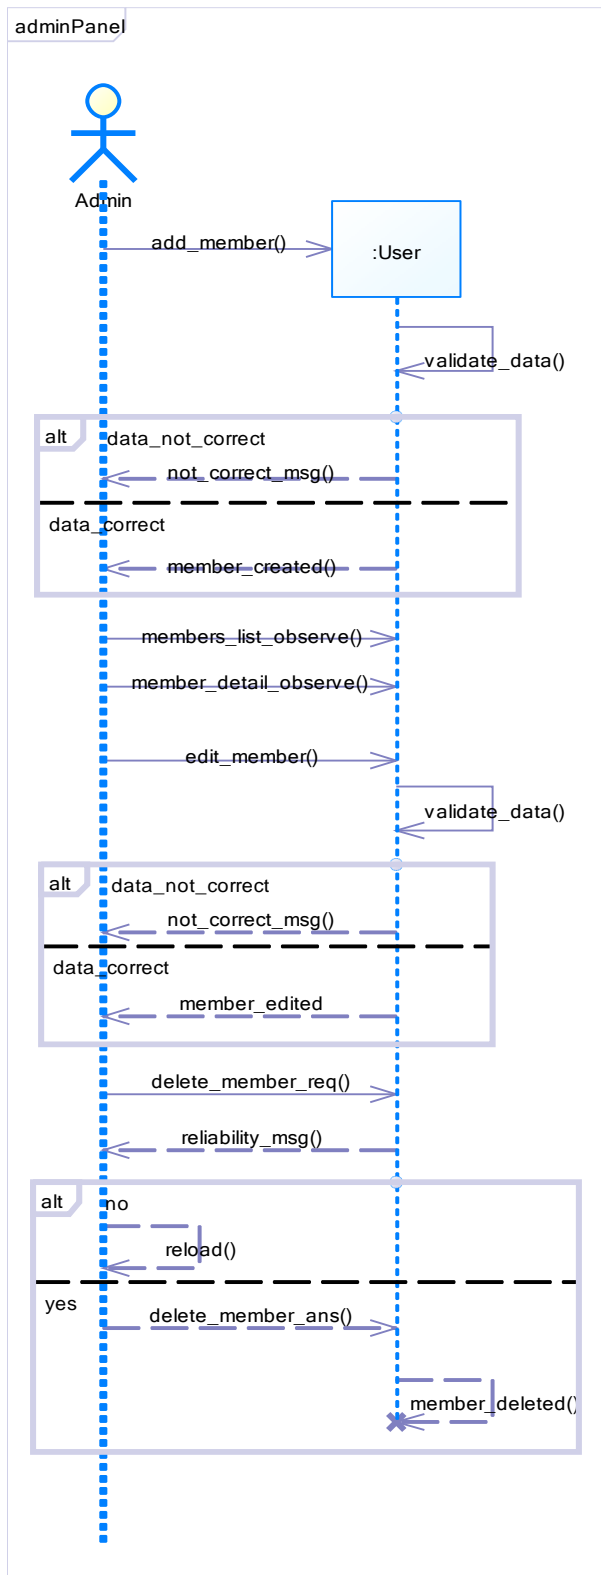 adminPanel
Admin
add_member()
:User
validate_data()
alt
data_not_correct
not_correct_msg()
data_correct
member_created()
members_list_observe()
member_detail_observe()
edit_member()
validate_data()
alt
data_not_correct
not_correct_msg()
data_correct
member_edited
delete_member_req()
reliability_msg()
alt
no
reload()
yes
delete_member_ans()
member_deleted()